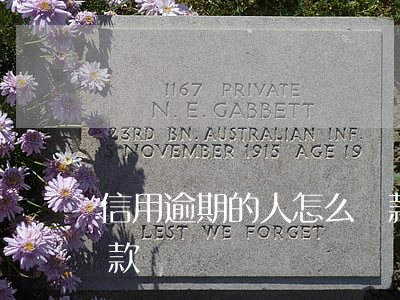 1167 PRIVATE
N. E. GABBETT
23RD BN. AUSTRALIAN INF.
NOVEMBER 1915 AGE 19
信用逾期的人怎么
LEST WE FORGET
款